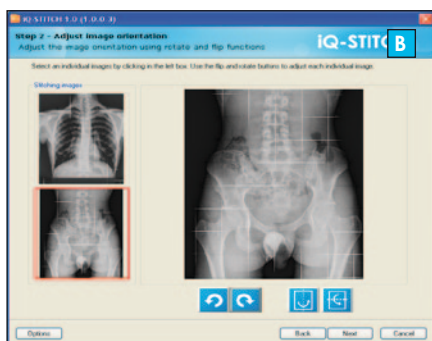 iQ-STITCH 1.0 (1.0.0.3)
Step 2 - Adjust image orientation
Adjust the image orientation using rotate and flip functions
iQ-STITC
B
Select an individual images by clicking in the left box. Use the flip and rotate buttons to adjust each individual image.
Stitching images
Options
Back
Next
Cancel